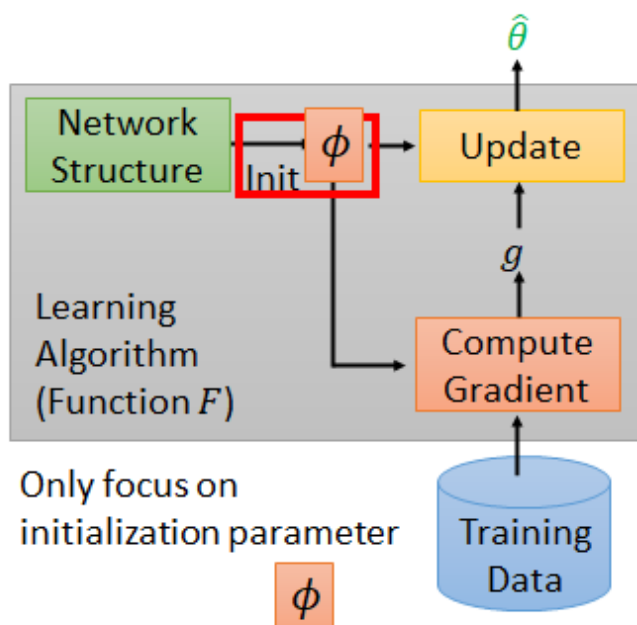 θ̂
Network
Structure
Init
ϕ
Update
g
Learning
Algorithm
(Function F)
Compute
Gradient
Only focus on
initialization parameter
ϕ
Training
Data